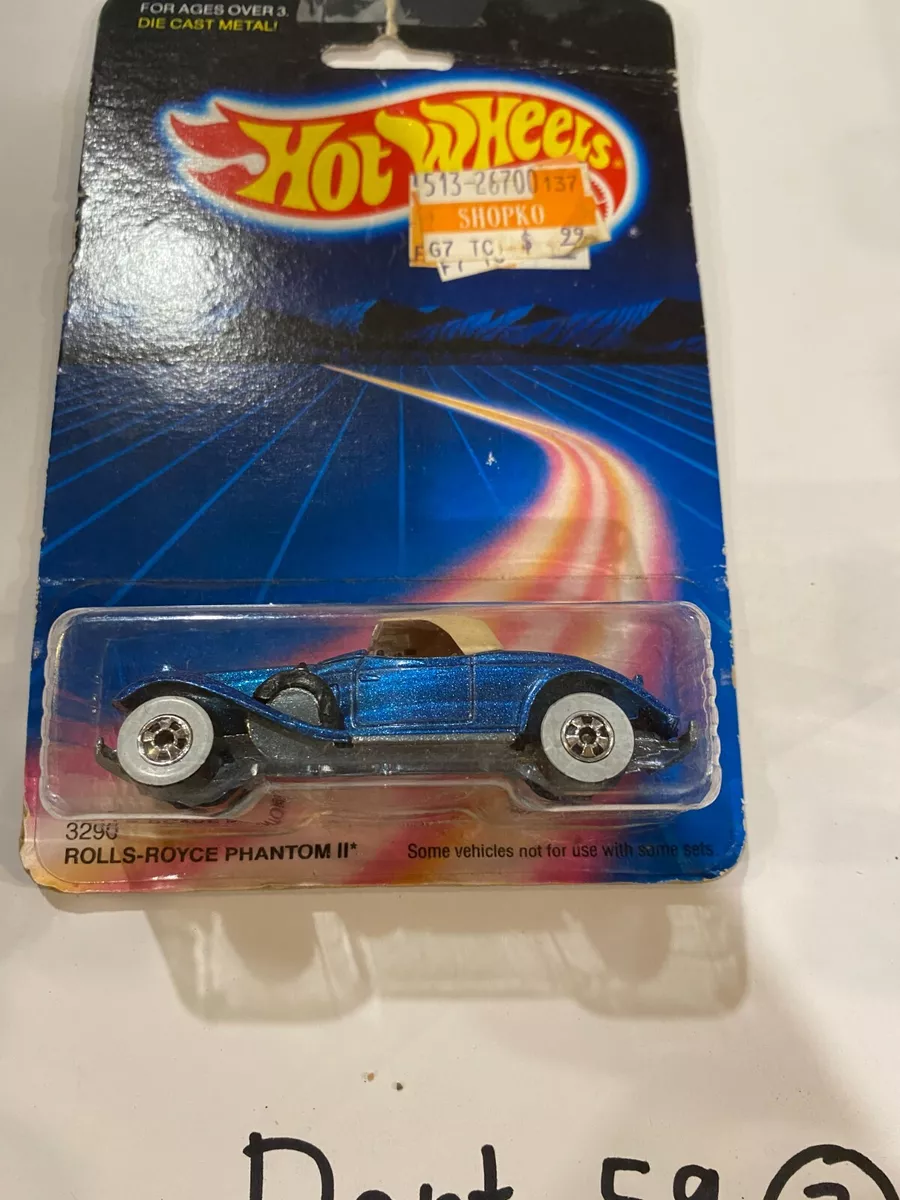 FOR AGES OVER 3.
DIE CAST METAL!
Hot Wheels®
513-26700 137
SHOPKO
G7 TC $ 99
3290
ROLLS-ROYCE PHANTOM II*
Some vehicles not for use with some sets.